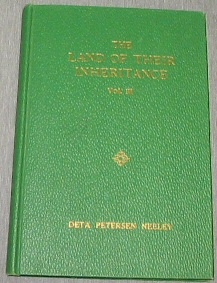 THE
LAND OF THEIR
INHERITANCE
Vol. III
DETA PETERSEN NEELEY